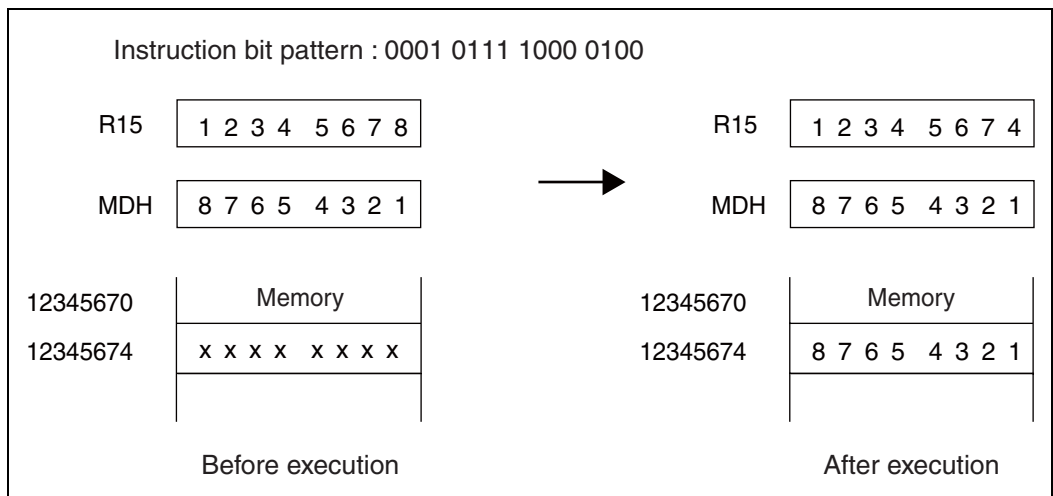 Instruction bit pattern : 0001 0111 1000 0100
R15 1 2 3 4 5 6 7 8 R15 1 2 3 4 5 6 7 4
MDH 8 7 6 5 4 3 2 1 MDH 8 7 6 5 4 3 2 1
12345670 Memory 12345670 Memory
12345674 x x x x x x x x 12345674 8 7 6 5 4 3 2 1
Before execution After execution